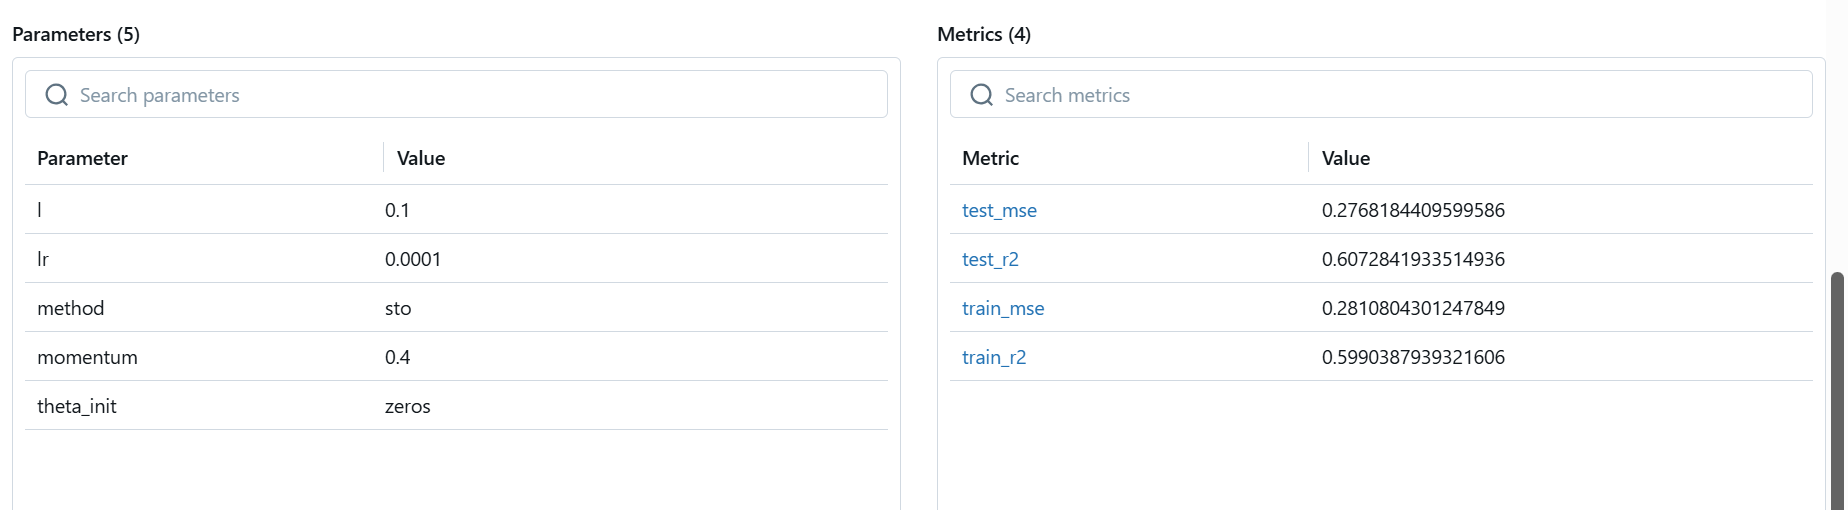 Parameters (5)
Search parameters
Parameter Value
l 0.1
lr 0.0001
method sto
momentum 0.4
theta_init zeros
Metrics (4)
Search metrics
Metric Value
test_mse 0.2768184409599586
test_r2 0.6072841933514936
train_mse 0.2810804301247849
train_r2 0.5990387939321606